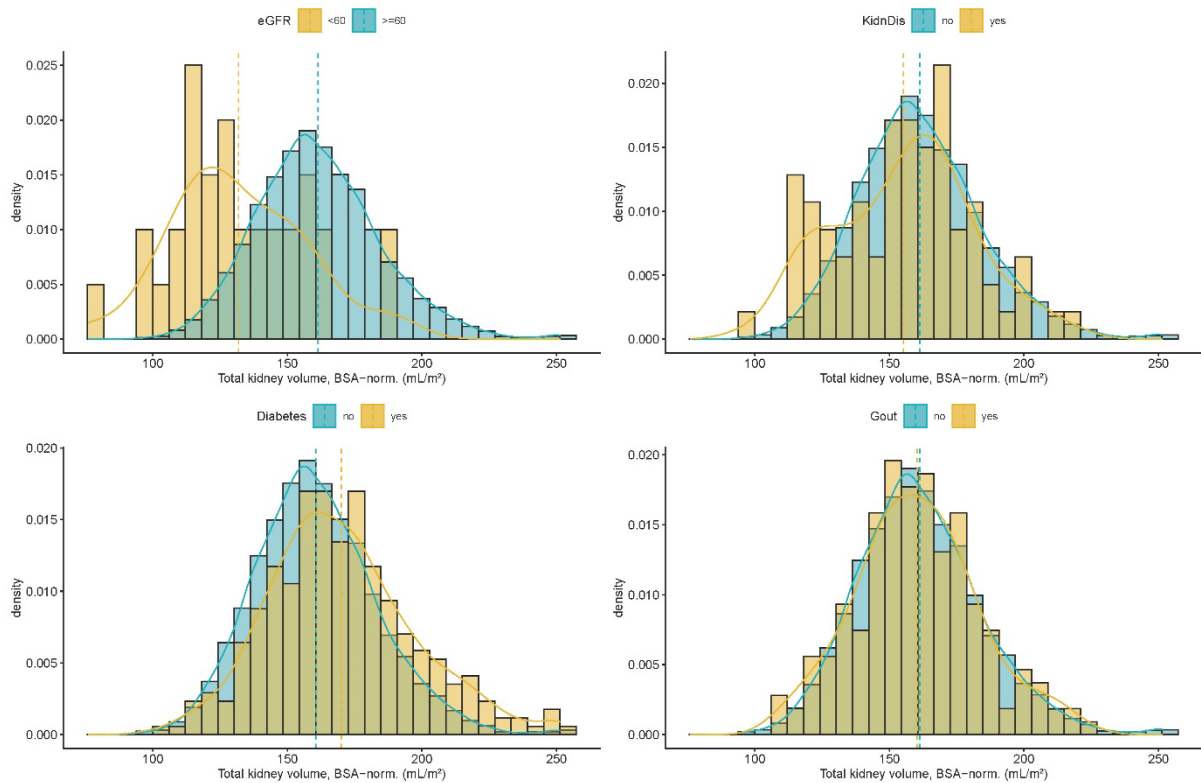 eGFR <60 >=60
0.025
0.020
0.015
0.010
0.005
0.000
density
100 150 200 250
Total kidney volume, BSA−norm. (mL/m²)
KidnDis no yes
0.020
0.015
0.010
0.005
0.000
density
100 150 200 250
Total kidney volume, BSA−norm. (mL/m²)
Diabetes no yes
0.020
0.015
0.010
0.005
0.000
density
100 150 200 250
Total kidney volume, BSA−norm. (mL/m²)
Gout no yes
0.020
0.015
0.010
0.005
0.000
density
100 150 200 250
Total kidney volume, BSA−norm. (mL/m²)